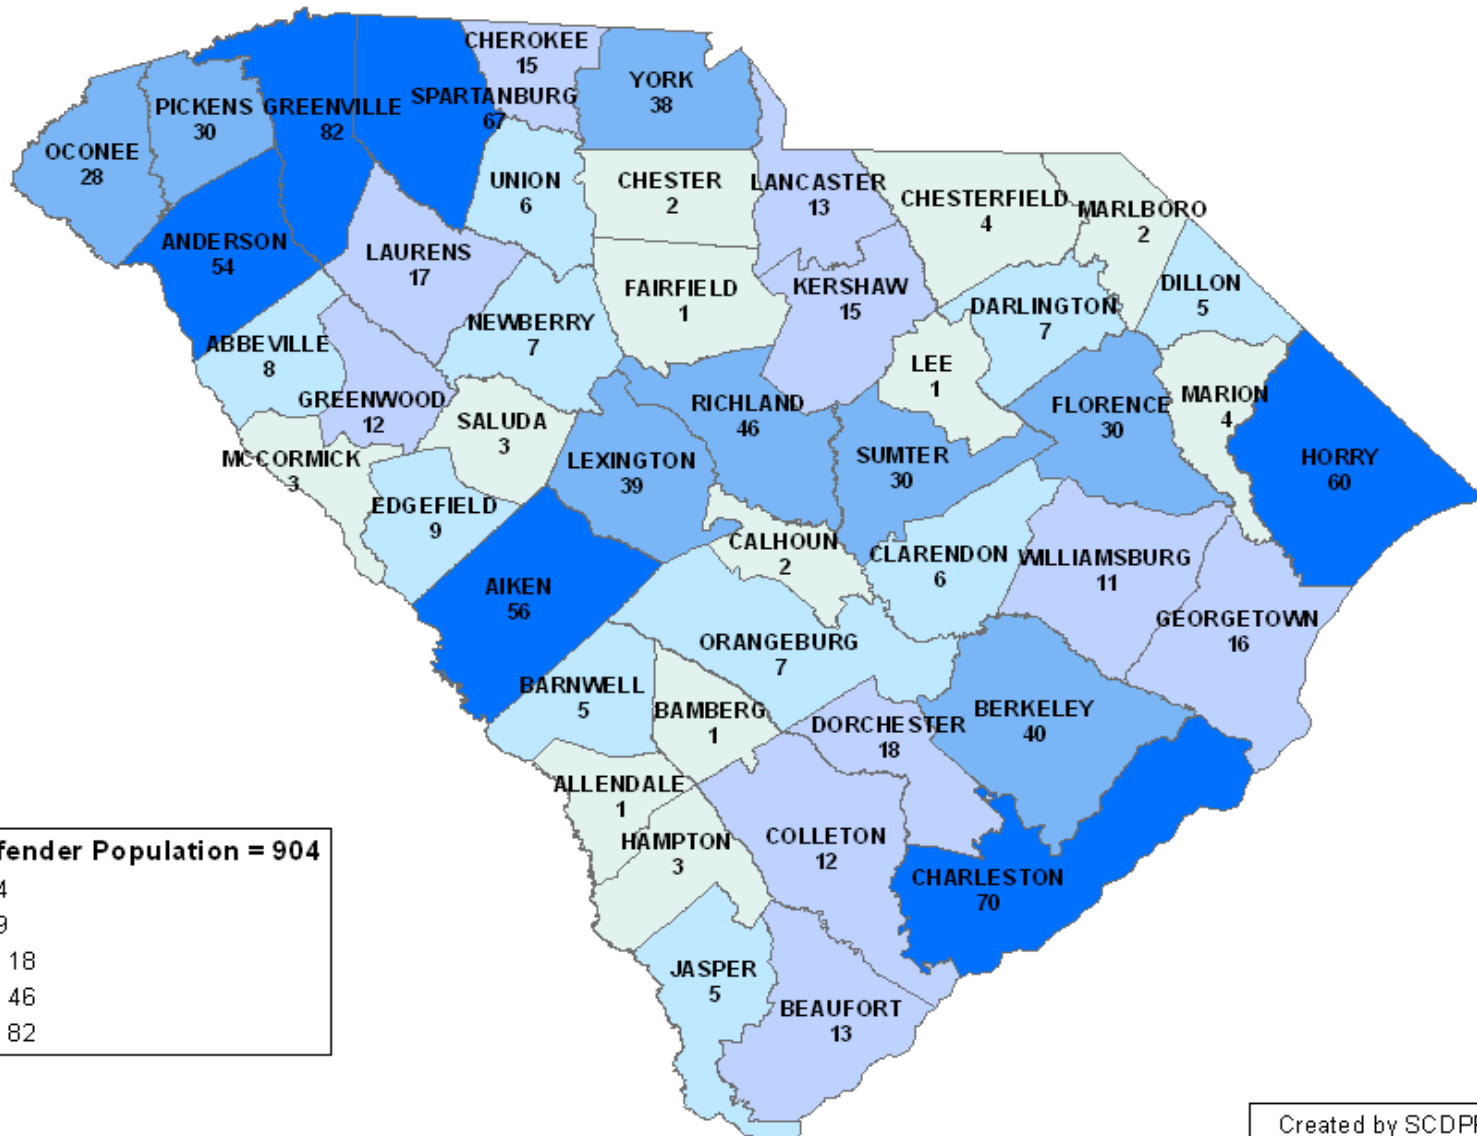 CHEROKEE
15
YORK
38
SPARTANBURG
67
PICKENS
30
GREENVILLE
82
OCONEE
28
UNION
6
CHESTER
2
LANCASTER
13
CHESTERFIELD
4
MARLBORO
2
ANDERSON
54
LAURENS
17
FAIRFIELD
1
KERSHAW
15
DILLON
5
DARLINGTON
7
NEWBERRY
7
ABBEVILLE
8
LEE
1
GREENWOOD
12
SALUDA
3
RICHLAND
46
FLORENCE
30
MARION
4
MCCORMICK
3
LEXINGTON
39
SUMTER
30
HORRY
60
EDGEFIELD
9
CALHOUN
2
CLARENDON
6
WILLIAMSBURG
11
AIKEN
56
GEORGETOWN
16
ORANGEBURG
7
BARNWELL
5
BAMBERG
1
DORCHESTER
18
BERKELEY
40
ALLENDALE
1
HAMPTON
3
COLLETON
12
CHARLESTON
70
JASPER
5
BEAUFORT
13
fender Population = 904
4
9
18
46
82
Created by SCDP